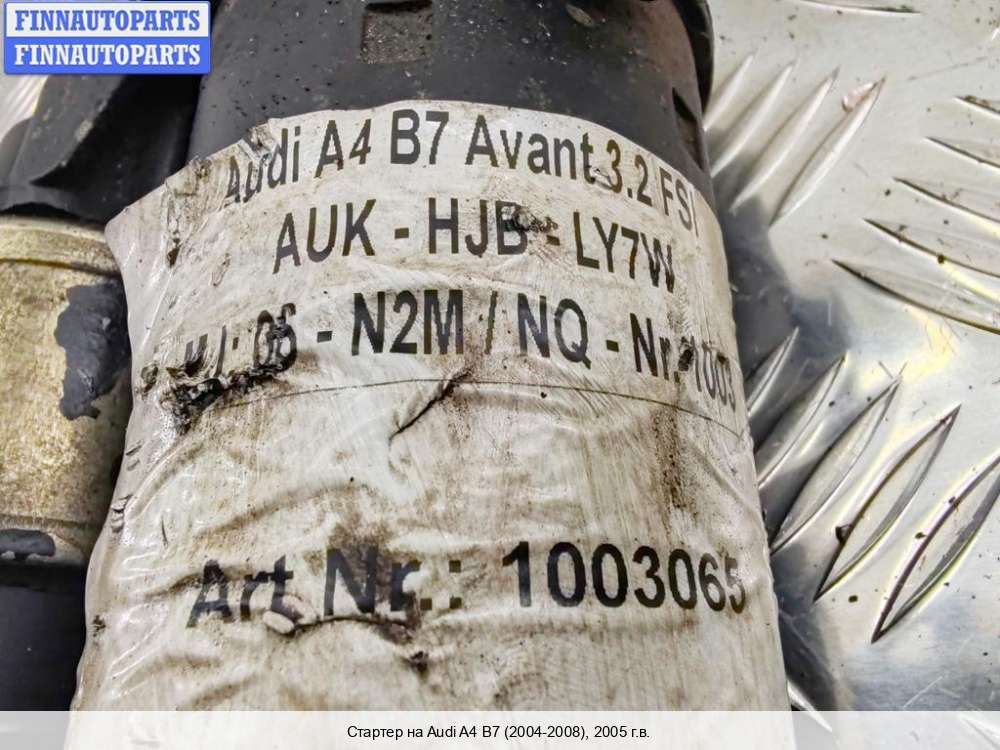 FINNAUTOPARTS
FINNAUTOPARTS
Audi A4 B7 Avant 3.2 FSI
AUK - HJB - LY7W
06 - N2M / NQ - Nr.
Art Nr.: 1003065
Стартер на Audi A4 B7 (2004-2008), 2005 г.в.